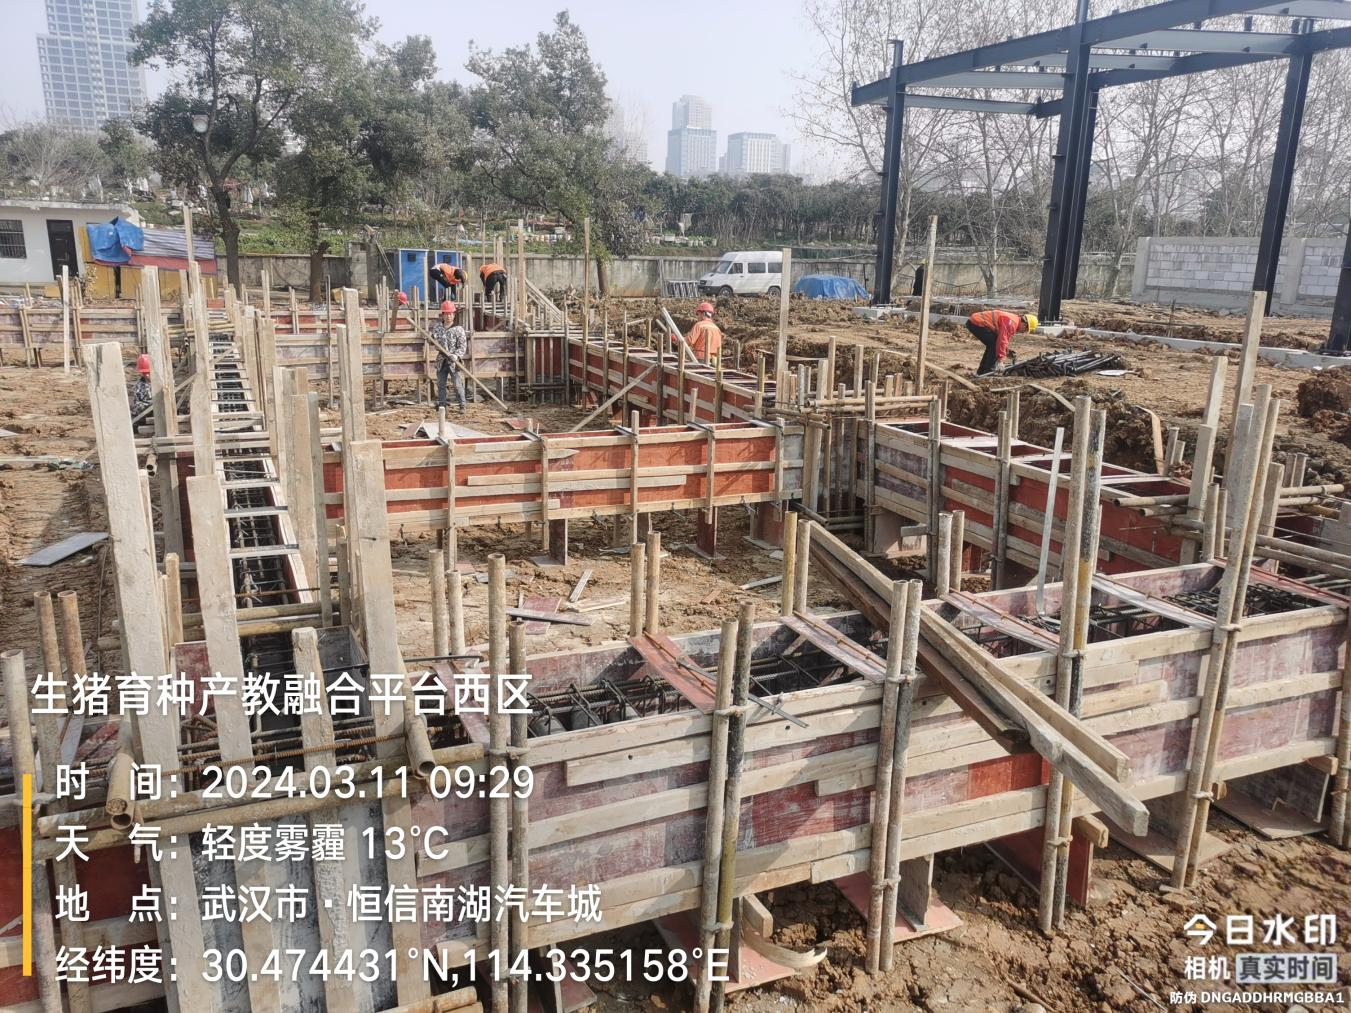 生猪育种产教融合平台西区
时 间：2024.03.11 09:29
天 气：轻度雾霾 13℃
地 点：武汉市·恒信南湖汽车城
经纬度：30.474431°N,114.335158°E
今日水印
相机 真实时间
防伪 DNGADDHRMGBBA1